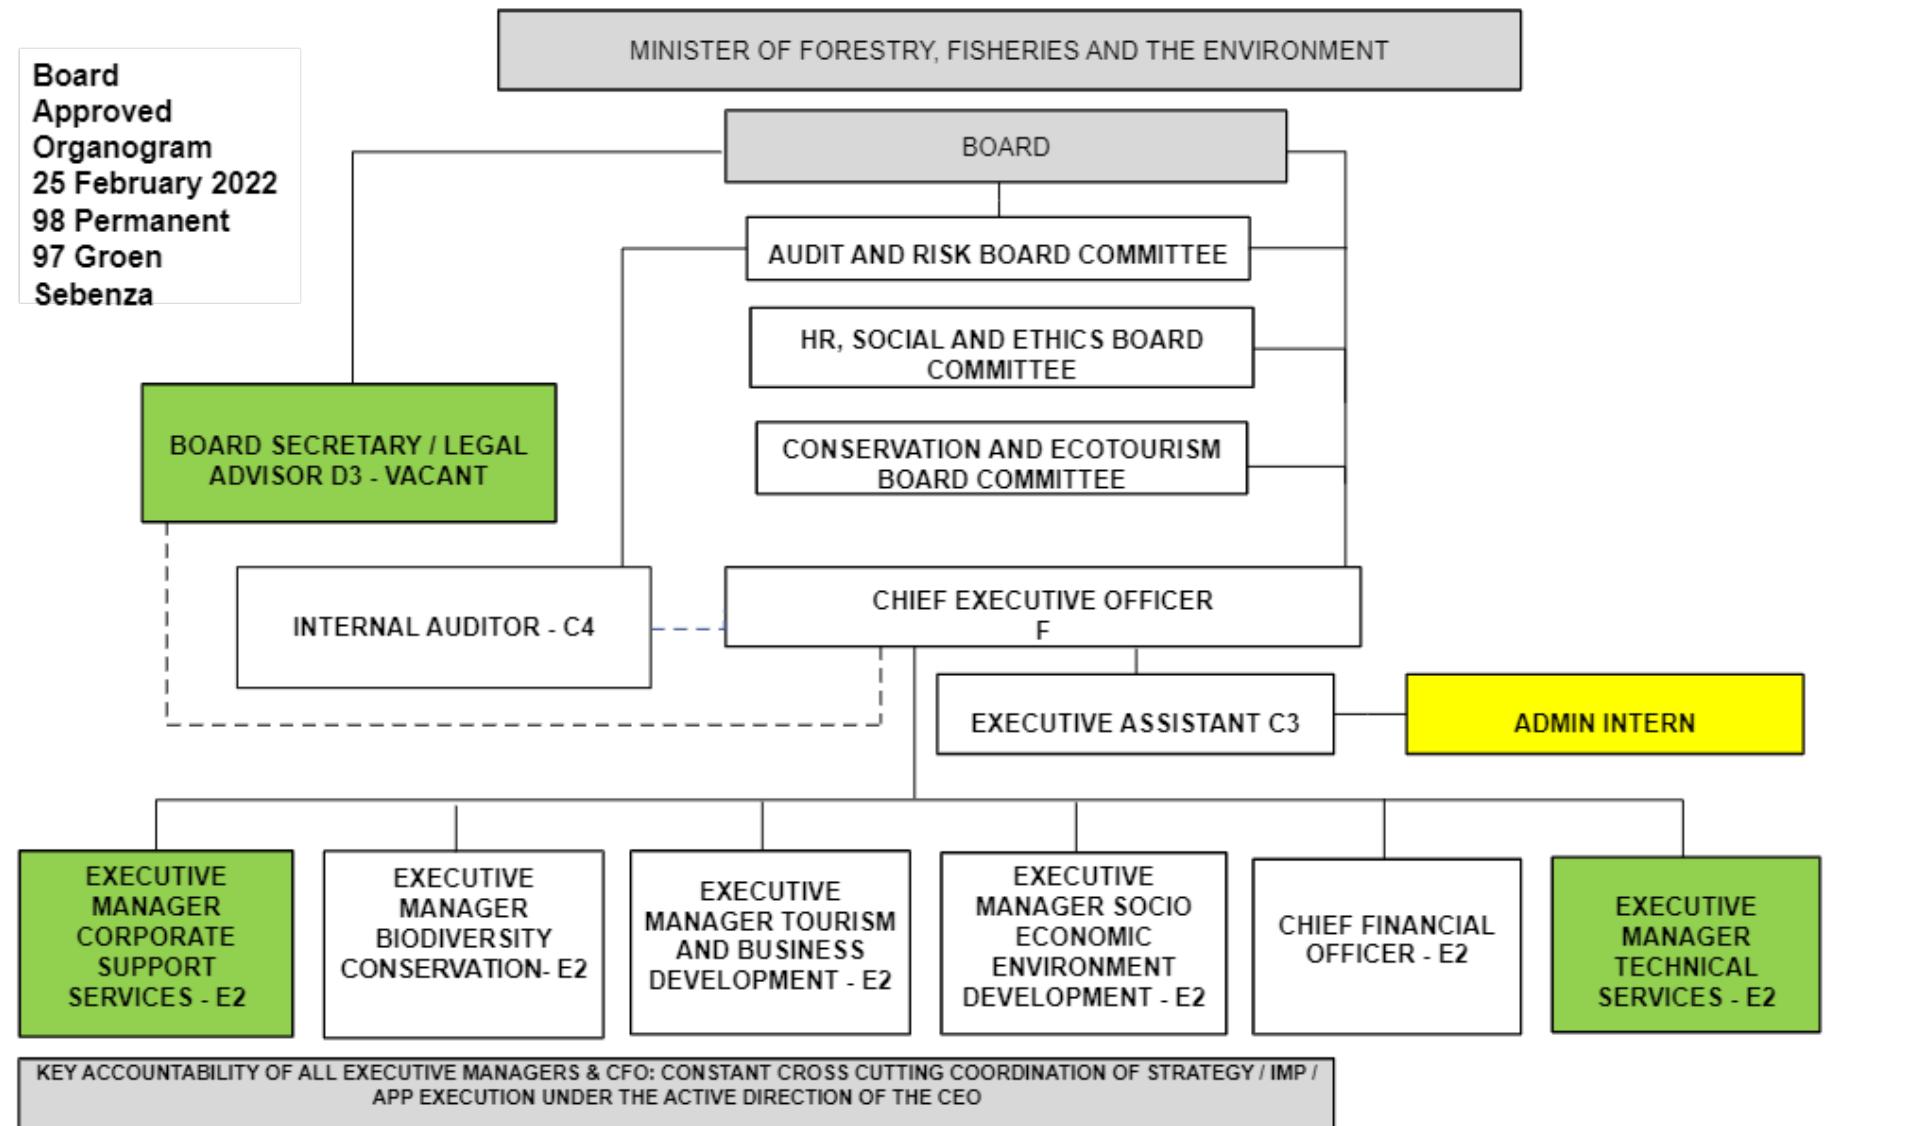 MINISTER OF FORESTRY, FISHERIES AND THE ENVIRONMENT
Board
Approved
Organogram
25 February 2022
98 Permanent
97 Groen
Sebenza
BOARD
AUDIT AND RISK BOARD COMMITTEE
HR, SOCIAL AND ETHICS BOARD
COMMITTEE
CONSERVATION AND ECOTOURISM
BOARD COMMITTEE
BOARD SECRETARY / LEGAL
ADVISOR D3 - VACANT
INTERNAL AUDITOR - C4
CHIEF EXECUTIVE OFFICER
F
EXECUTIVE ASSISTANT C3
ADMIN INTERN
EXECUTIVE
MANAGER
CORPORATE
SUPPORT
SERVICES - E2
EXECUTIVE
MANAGER
BIODIVERSITY
CONSERVATION- E2
EXECUTIVE
MANAGER TOURISM
AND BUSINESS
DEVELOPMENT - E2
EXECUTIVE
MANAGER SOCIO
ECONOMIC
ENVIRONMENT
DEVELOPMENT - E2
CHIEF FINANCIAL
OFFICER - E2
EXECUTIVE
MANAGER
TECHNICAL
SERVICES - E2
KEY ACCOUNTABILITY OF ALL EXECUTIVE MANAGERS & CFO: CONSTANT CROSS CUTTING COORDINATION OF STRATEGY / IMP /
APP EXECUTION UNDER THE ACTIVE DIRECTION OF THE CEO